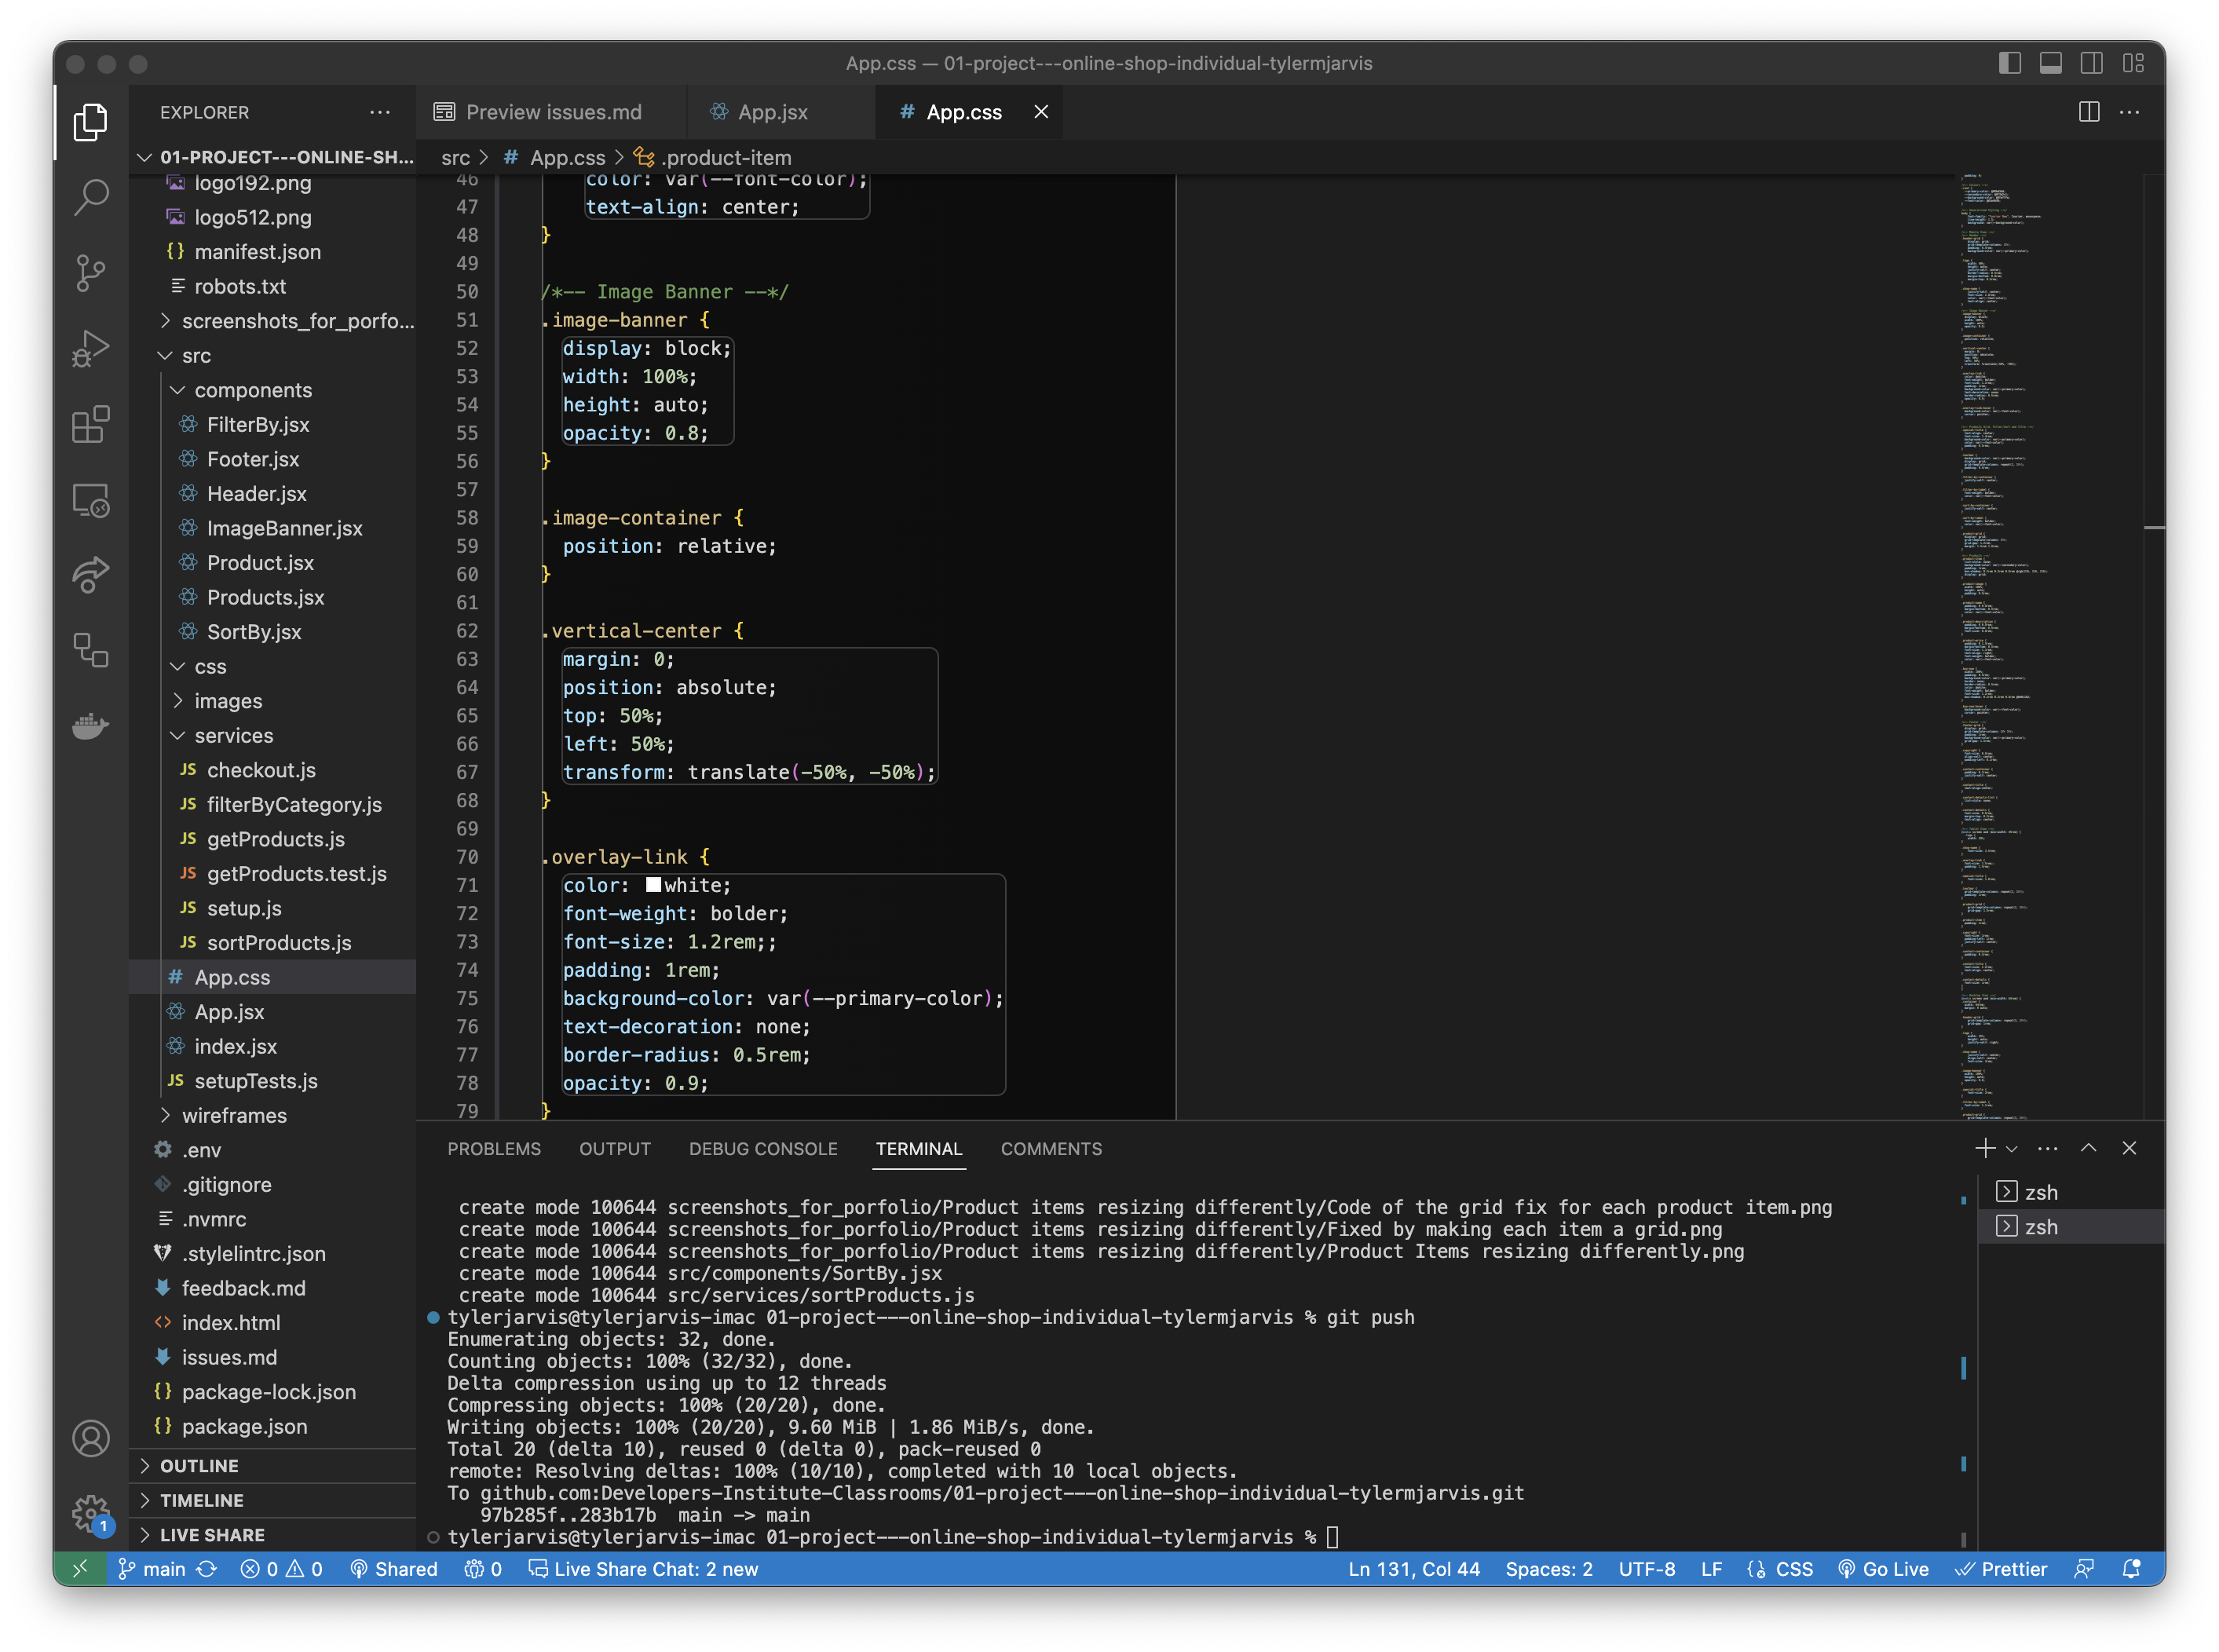 App.css — 01-project---online-shop-individual-tylermjarvis
EXPLORER
Preview issues.md
App.jsx
# App.css
01-PROJECT---ONLINE-SH...
src > # App.css > .product-item
logo192.png
logo512.png
{} manifest.json
robots.txt
screenshots_for_porfo...
src
components
FilterBy.jsx
Footer.jsx
Header.jsx
ImageBanner.jsx
Product.jsx
Products.jsx
SortBy.jsx
css
images
services
JS checkout.js
JS filterByCategory.js
JS getProducts.js
JS getProducts.test.js
JS setup.js
JS sortProducts.js
# App.css
App.jsx
index.jsx
JS setupTests.js
wireframes
.env
.gitignore
.nvmrc
.stylelintrc.json
feedback.md
<> index.html
issues.md
{} package-lock.json
{} package.json
OUTLINE
TIMELINE
LIVE SHARE
46 color: var(--font-color);
47 text-align: center;
48 }
49
50 /*-- Image Banner --*/
51 .image-banner {
52 display: block;
53 width: 100%;
54 height: auto;
55 opacity: 0.8;
56 }
57
58 .image-container {
59 position: relative;
60 }
61
62 .vertical-center {
63 margin: 0;
64 position: absolute;
65 top: 50%;
66 left: 50%;
67 transform: translate(-50%, -50%);
68 }
69
70 .overlay-link {
71 color: white;
72 font-weight: bolder;
73 font-size: 1.2rem;;
74 padding: 1rem;
75 background-color: var(--primary-color);
76 text-decoration: none;
77 border-radius: 0.5rem;
78 opacity: 0.9;
79 }
PROBLEMS OUTPUT DEBUG CONSOLE TERMINAL COMMENTS
create mode 100644 screenshots_for_porfolio/Product items resizing differently/Code of the grid fix for each product item.png
create mode 100644 screenshots_for_porfolio/Product items resizing differently/Fixed by making each item a grid.png
create mode 100644 screenshots_for_porfolio/Product items resizing differently/Product Items resizing differently.png
create mode 100644 src/components/SortBy.jsx
create mode 100644 src/services/sortProducts.js
tylerjarvis@tylerjarvis-imac 01-project---online-shop-individual-tylermjarvis % git push
Enumerating objects: 32, done.
Counting objects: 100% (32/32), done.
Delta compression using up to 12 threads
Compressing objects: 100% (20/20), done.
Writing objects: 100% (20/20), 9.60 MiB | 1.86 MiB/s, done.
Total 20 (delta 10), reused 0 (delta 0), pack-reused 0
remote: Resolving deltas: 100% (10/10), completed with 10 local objects.
To github.com:Developers-Institute-Classrooms/01-project---online-shop-individual-tylermjarvis.git
97b285f..283b17b main -> main
tylerjarvis@tylerjarvis-imac 01-project---online-shop-individual-tylermjarvis %
zsh
zsh
1
main 0 0 Shared 0 Live Share Chat: 2 new Ln 131, Col 44 Spaces: 2 UTF-8 LF CSS Go Live Prettier